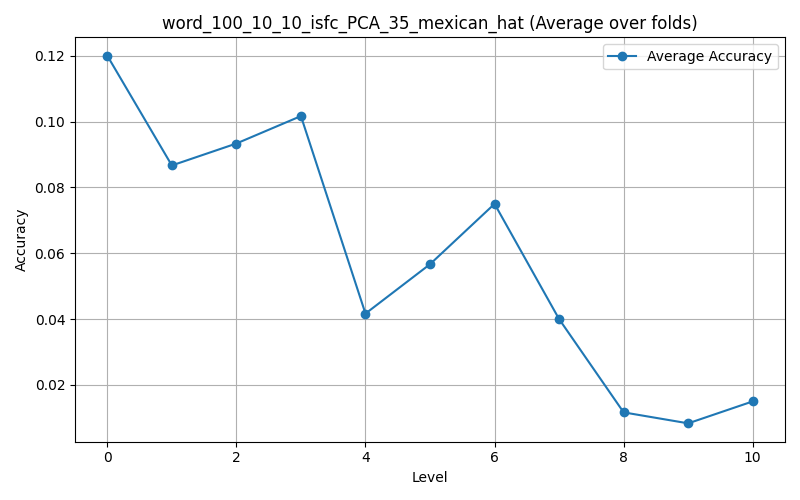 word_100_10_10_isfc_PCA_35_mexican_hat (Average over folds)
Average Accuracy
0.12
0.10
0.08
0.06
0.04
0.02
Accuracy
0 2 4 6 8 10
Level